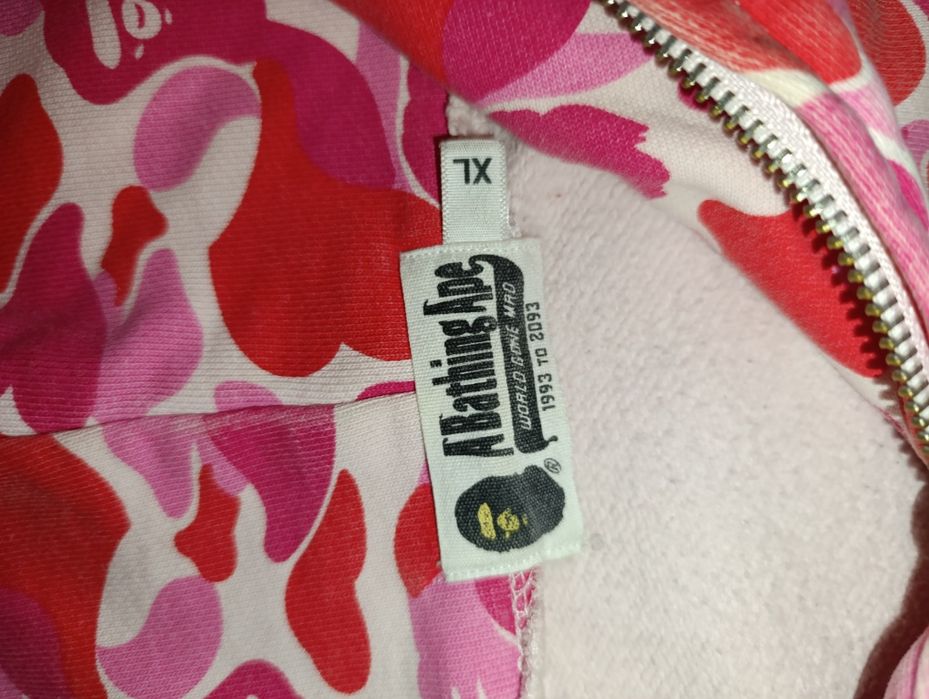 XL
A Bathing Ape
WORLD GONE MAD
1993 TO 2093
®